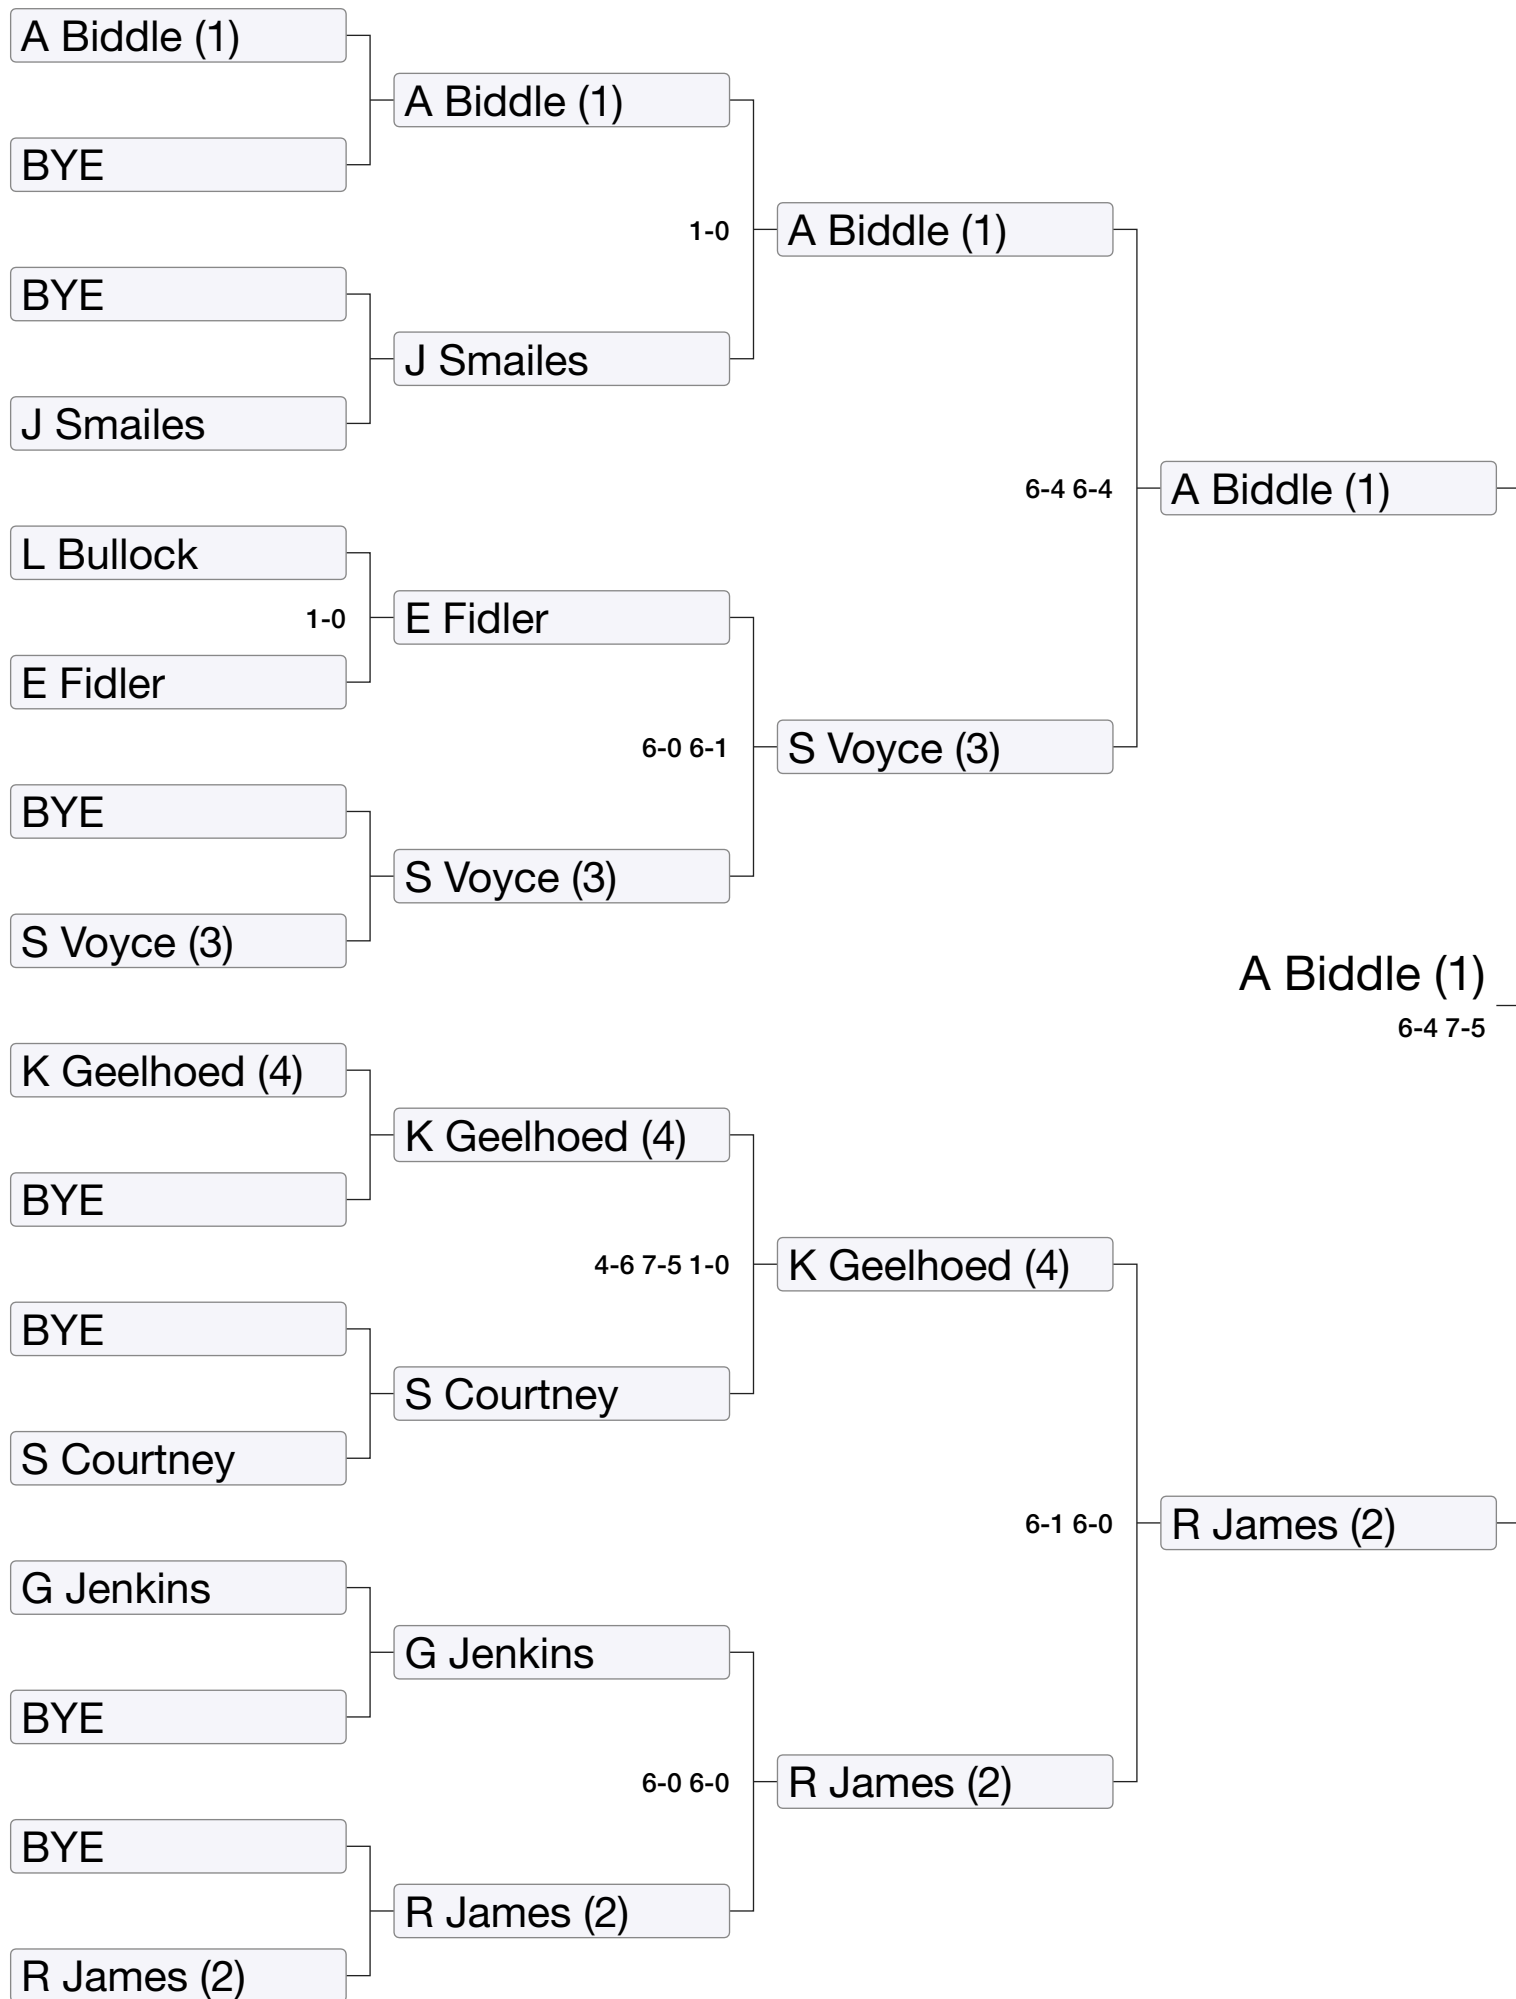 A Biddle (1)
BYE
BYE
J Smailes
L Bullock
1-0
E Fidler
BYE
S Voyce (3)
K Geelhoed (4)
BYE
BYE
S Courtney
G Jenkins
BYE
BYE
R James (2)
A Biddle (1)
1-0
J Smailes
E Fidler
6-0 6-1
S Voyce (3)
K Geelhoed (4)
4-6 7-5 1-0
S Courtney
G Jenkins
6-0 6-0
R James (2)
A Biddle (1)
6-4 6-4
S Voyce (3)
K Geelhoed (4)
6-1 6-0
R James (2)
A Biddle (1)
A Biddle (1)
6-4 7-5
R James (2)